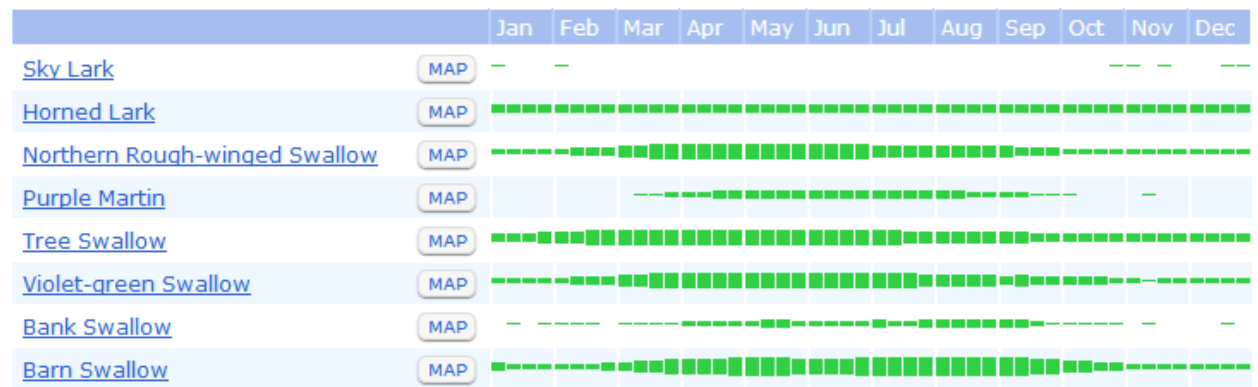 Jan Feb Mar Apr May Jun Jul Aug Sep Oct Nov Dec
Sky Lark MAP
Horned Lark MAP
Northern Rough-winged Swallow MAP
Purple Martin MAP
Tree Swallow MAP
Violet-green Swallow MAP
Bank Swallow MAP
Barn Swallow MAP